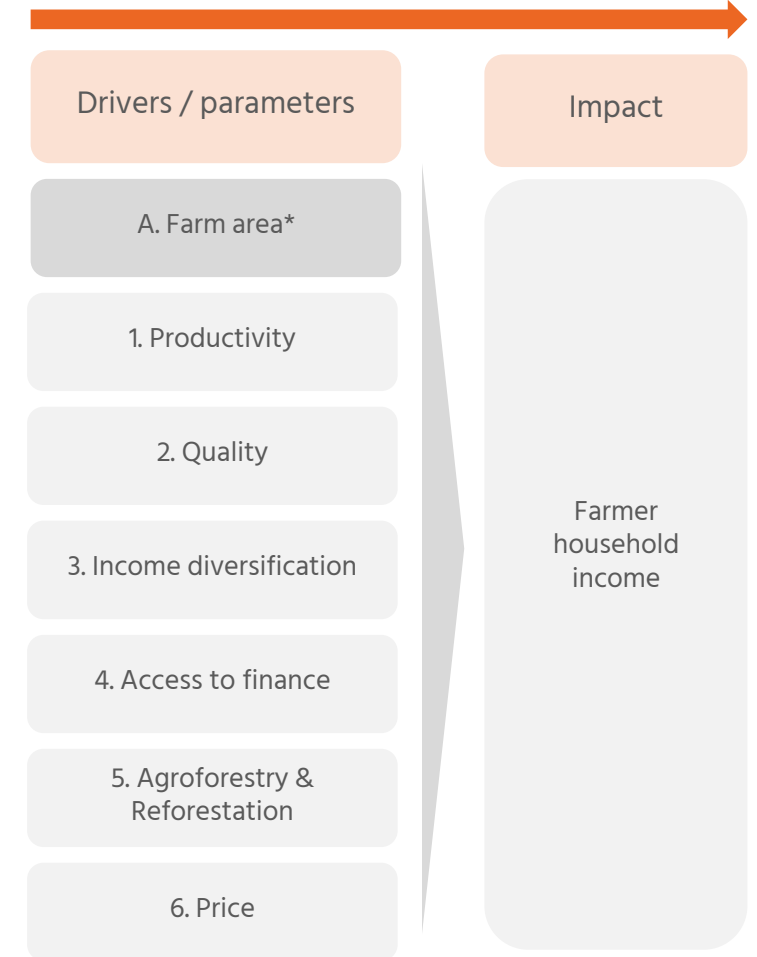 Drivers / parameters
Impact
A. Farm area*
1. Productivity
2. Quality
3. Income diversification
4. Access to finance
5. Agroforestry &
Reforestation
6. Price
Farmer
household
income